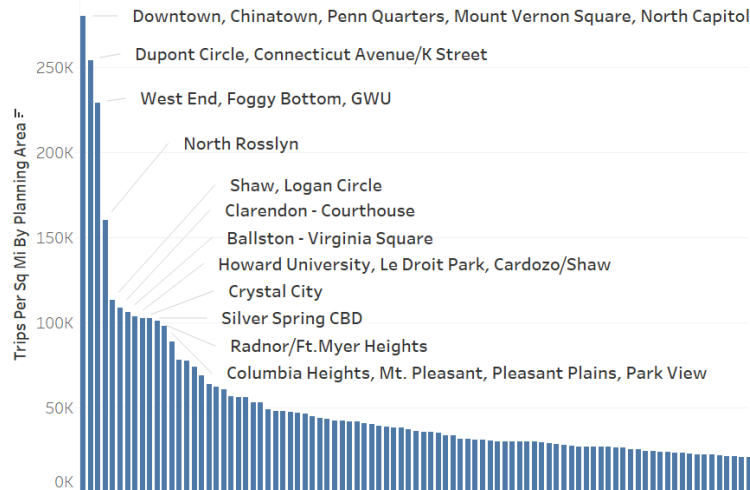 Downtown, Chinatown, Penn Quarters, Mount Vernon Square, North Capitol
Dupont Circle, Connecticut Avenue/K Street
250K
West End, Foggy Bottom, GWU
North Rosslyn
200K
Shaw, Logan Circle
Clarendon - Courthouse
Ballston - Virginia Square
150K
Howard University, Le Droit Park, Cardozo/Shaw
Crystal City
Silver Spring CBD
100K
Radnor/Ft.Myer Heights
Columbia Heights, Mt. Pleasant, Pleasant Plains, Park View
50K
0K
Trips Per Sq Mi By Planning Area